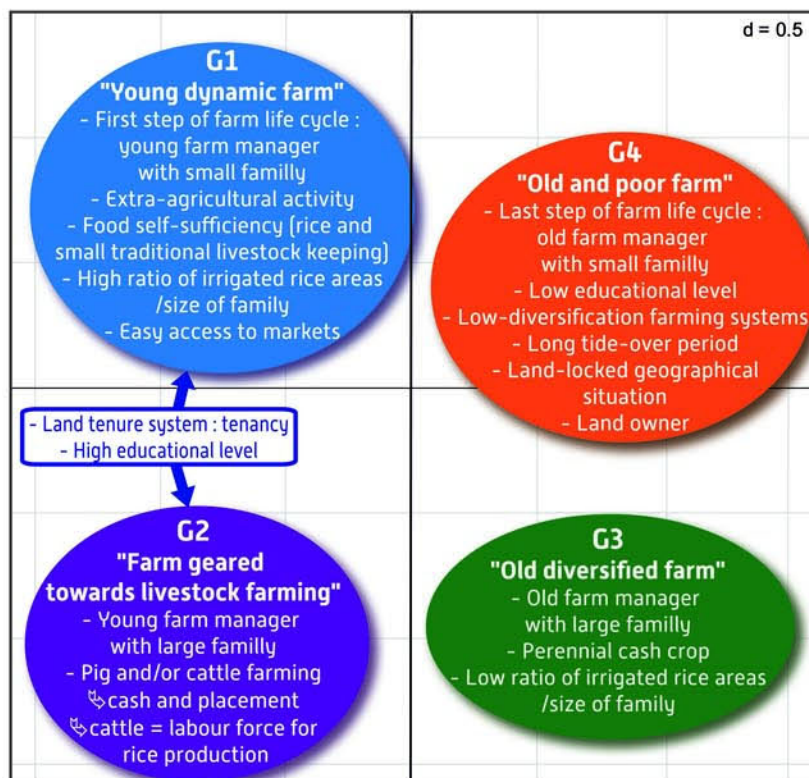 d = 0.5
G1
"Young dynamic farm"
- First step of farm life cycle :
young farm manager
with small familly
- Extra-agricultural activity
- Food self-sufficiency (rice and
small traditional livestock keeping)
- High ratio of irrigated rice areas
/size of family
- Easy access to markets
G4
"Old and poor farm"
- Last step of farm life cycle :
old farm manager
with small familly
- Low educational level
- Low-diversification farming systems
- Long tide-over period
- Land-locked geographical
situation
- Land owner
- Land tenure system : tenancy
- High educational level
G2
"Farm geared
towards livestock farming"
- Young farm manager
with large familly
- Pig and/or cattle farming
↳cash and placement
↳cattle = labour force for
rice production
G3
"Old diversified farm"
- Old farm manager
with large familly
- Perennial cash crop
- Low ratio of irrigated rice areas
/size of family